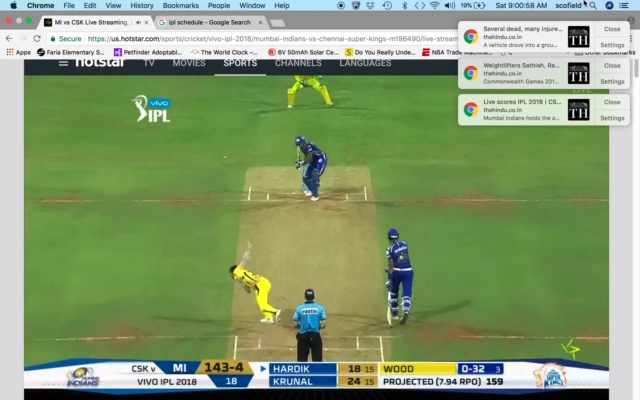 Chrome File Edit View History Bookmarks People Window Help 19% Sat 9:00:58 AM scofield
MI vs CSK Live Streaming,
ipl schedule - Google Search
Secure https://us.hotstar.com/sports/cricket/vivo-ipl-2018/mumbai-indians-vs-chennai-super-kings-m186490/live-stream
Apps Faria Elementary S... Petfinder Adoptabl... The World Clock –... 6V 50mAh Solar Ce... Do You Really Unde... NBA Trade Machine... Other Bookmarks
Several dead, many injure...
thehindu.co.in
A vehicle drove into a grou...
TH
Close
Settings
Weightlifters Sathish, Ra...
thehindu.co.in
Commonwealth Games 201...
TH
Close
Settings
Live scores IPL 2018 | CS...
thehindu.co.in
Mumbai Indians holds the a...
TH
Close
Settings
hotstar TV MOVIES SPORTS CHANNELS LANGUAGES
VIVO
IPL
paytm
CSK v MI 143-4 HARDIK 18 15 WOOD 0-32 3
VIVO IPL 2018 18 KRUNAL 24 15 PROJECTED (7.94 RPO) 159
MUMBAI
INDIANS
SUPER
KINGS